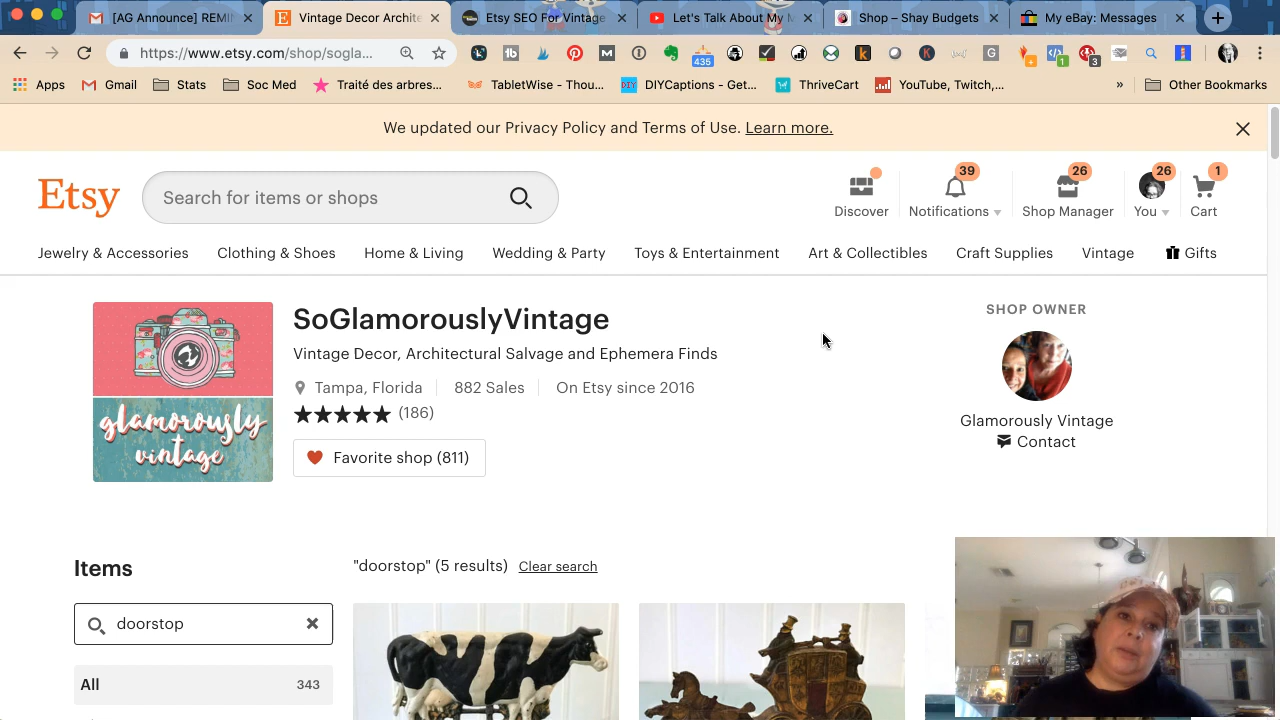 [AG Announce] REMI
Vintage Decor Archite
Etsy SEO For Vintage
Let's Talk About My M
Shop – Shay Budgets
My eBay: Messages
https://www.etsy.com/shop/sogla...
435
1
3
Apps
Gmail
Stats
Soc Med
Traité des arbres...
TabletWise - Thou...
DIYCaptions - Get...
ThriveCart
YouTube, Twitch,...
»
Other Bookmarks
We updated our Privacy Policy and Terms of Use. Learn more.
Etsy
Search for items or shops
Discover
39
Notifications
26
Shop Manager
26
You
1
Cart
Jewelry & Accessories
Clothing & Shoes
Home & Living
Wedding & Party
Toys & Entertainment
Art & Collectibles
Craft Supplies
Vintage
Gifts
glamorously
vintage
SoGlamorouslyVintage
Vintage Decor, Architectural Salvage and Ephemera Finds
Tampa, Florida
882 Sales
On Etsy since 2016
(186)
Favorite shop (811)
SHOP OWNER
Glamorously Vintage
Contact
Items
"doorstop" (5 results)
Clear search
doorstop
All
343